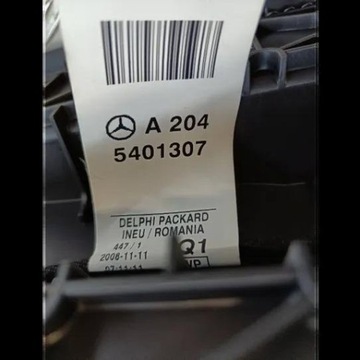 A 204
5401307
DELPHI PACKARD
INEU / ROMANIA
447 / 1
Q1
2008-11-11